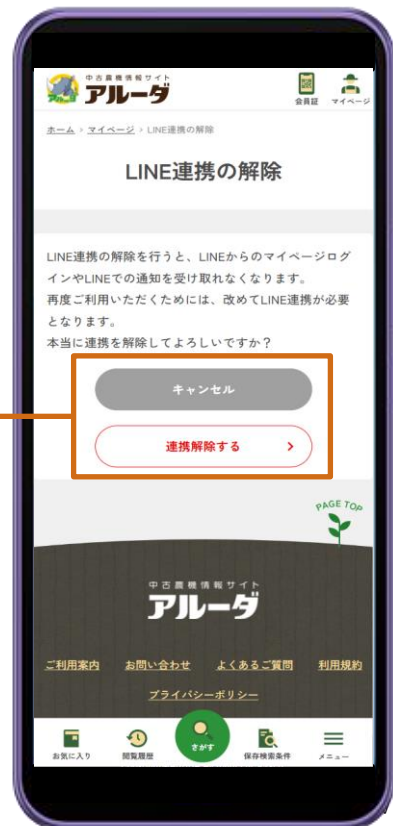 中古農機情報サイト
アルーダ
会員証 マイページ
ホーム > マイページ > LINE連携の解除
LINE連携の解除
LINE連携の解除を行うと、LINEからのマイページログ
インやLINEでの通知を受け取れなくなります。
再度ご利用いただくためには、改めてLINE連携が必要
となります。
本当に連携を解除してよろしいですか？
キャンセル
連携解除する
PAGE TOP
中古農機情報サイト
アルーダ
ご利用案内 お問い合わせ よくあるご質問 利用規約
プライバシーポリシー
お気に入り 閲覧履歴 さがす 保存検索条件 メニュー